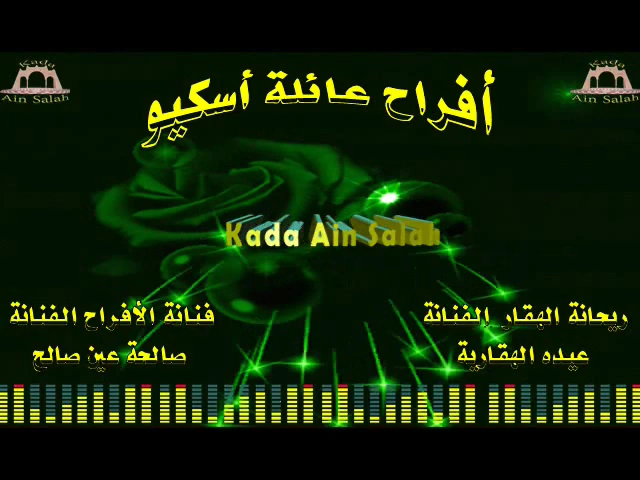 Kada
Ain Salah
Kada
Ain Salah
أفراح عائلة أسكيو
Kada Ain Salah
ريحانة الهقار الفنانة
عيده الهقارية
فنانة الأفراح الفنانة
صالحة عين صالح